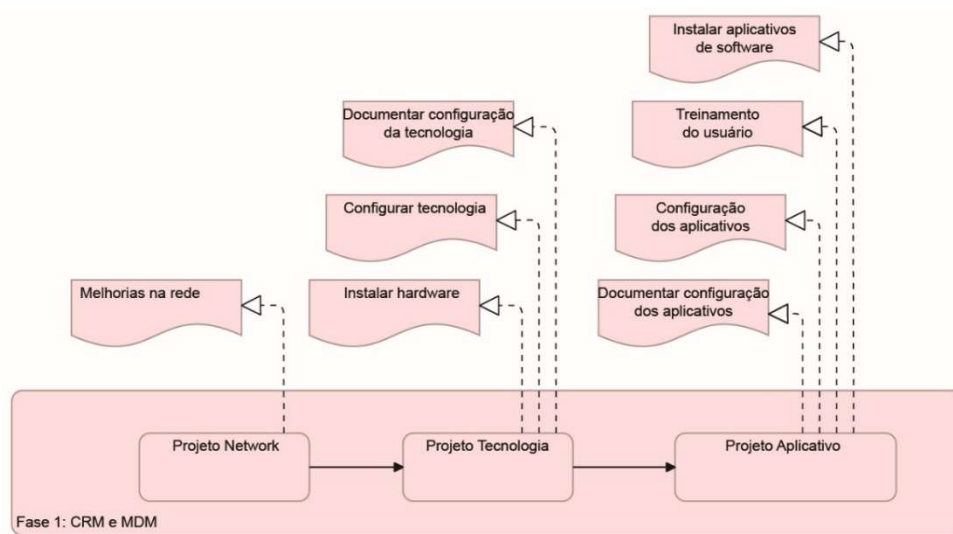 Instalar aplicativos
de software
Documentar configuração
da tecnologia
Treinamento
do usuário
Configurar tecnologia
Configuração
dos aplicativos
Melhorias na rede
Instalar hardware
Documentar configuração
dos aplicativos
Projeto Network
Projeto Tecnologia
Projeto Aplicativo
Fase 1: CRM e MDM